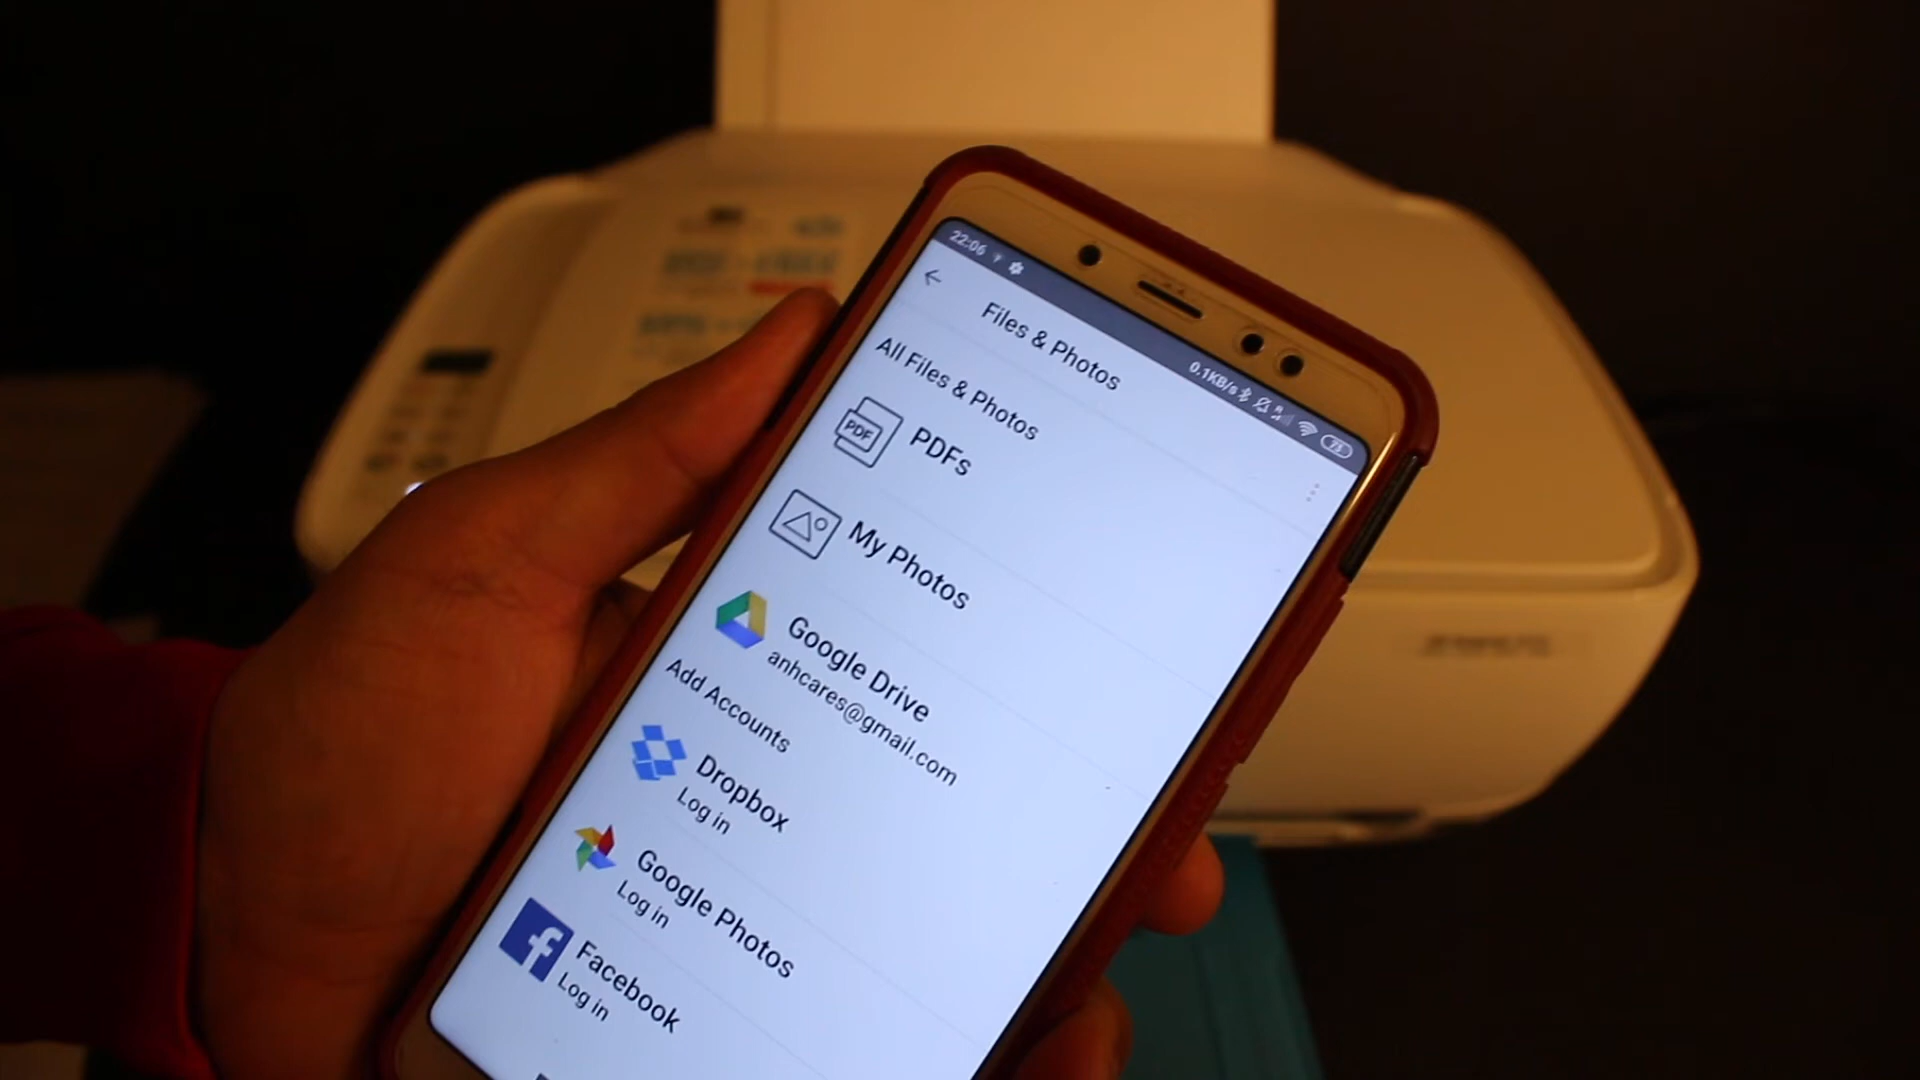 22:06
0.1KB/s
73
Files & Photos
All Files & Photos
PDF
PDFs
My Photos
Google Drive
anhcares@gmail.com
Add Accounts
Dropbox
Log in
Google Photos
Log in
f
Facebook
Log in